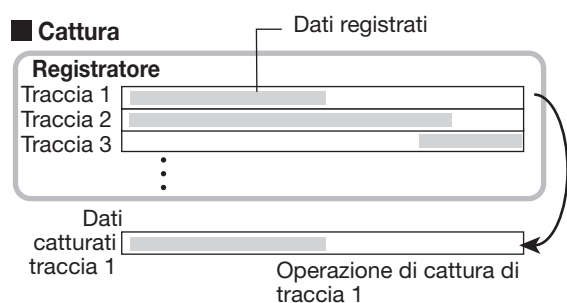 Cattura
Dati registrati
Registratore
Traccia 1
Traccia 2
Traccia 3
Dati
catturati
traccia 1
Operazione di cattura di
traccia 1